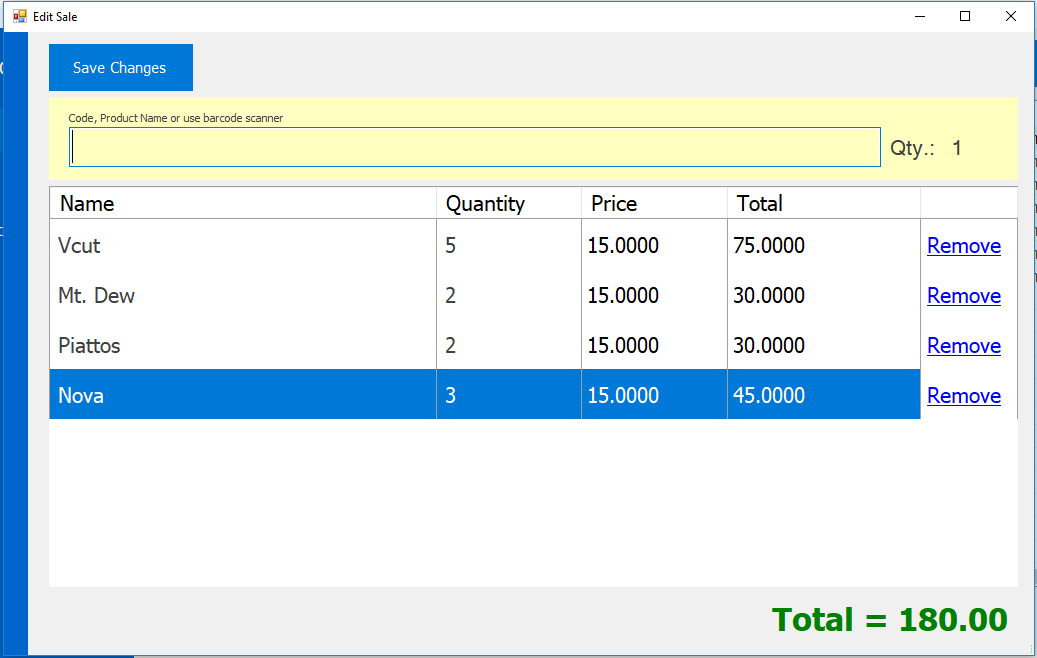 Edit Sale
Save Changes
Code, Product Name or use barcode scanner
Qty.: 1
Name Quantity Price Total
Vcut 5 15.0000 75.0000 Remove
Mt. Dew 2 15.0000 30.0000 Remove
Piattos 2 15.0000 30.0000 Remove
Nova 3 15.0000 45.0000 Remove
Total = 180.00